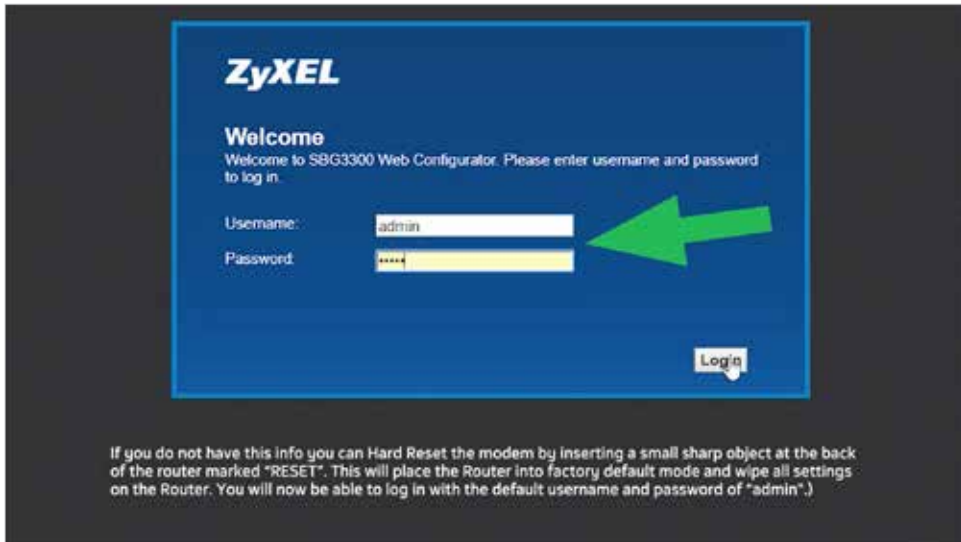 ZyXEL
Welcome
Welcome to SBG3300 Web Configurator. Please enter username and password
to log in.
Username:
admin
Password
•••••
Login
If you do not have this info you can Hard Reset the modem by inserting a small sharp object at the back
of the router marked "RESET". This will place the Router into factory default mode and wipe all settings
on the Router. You will now be able to log in with the default username and password of "admin".)